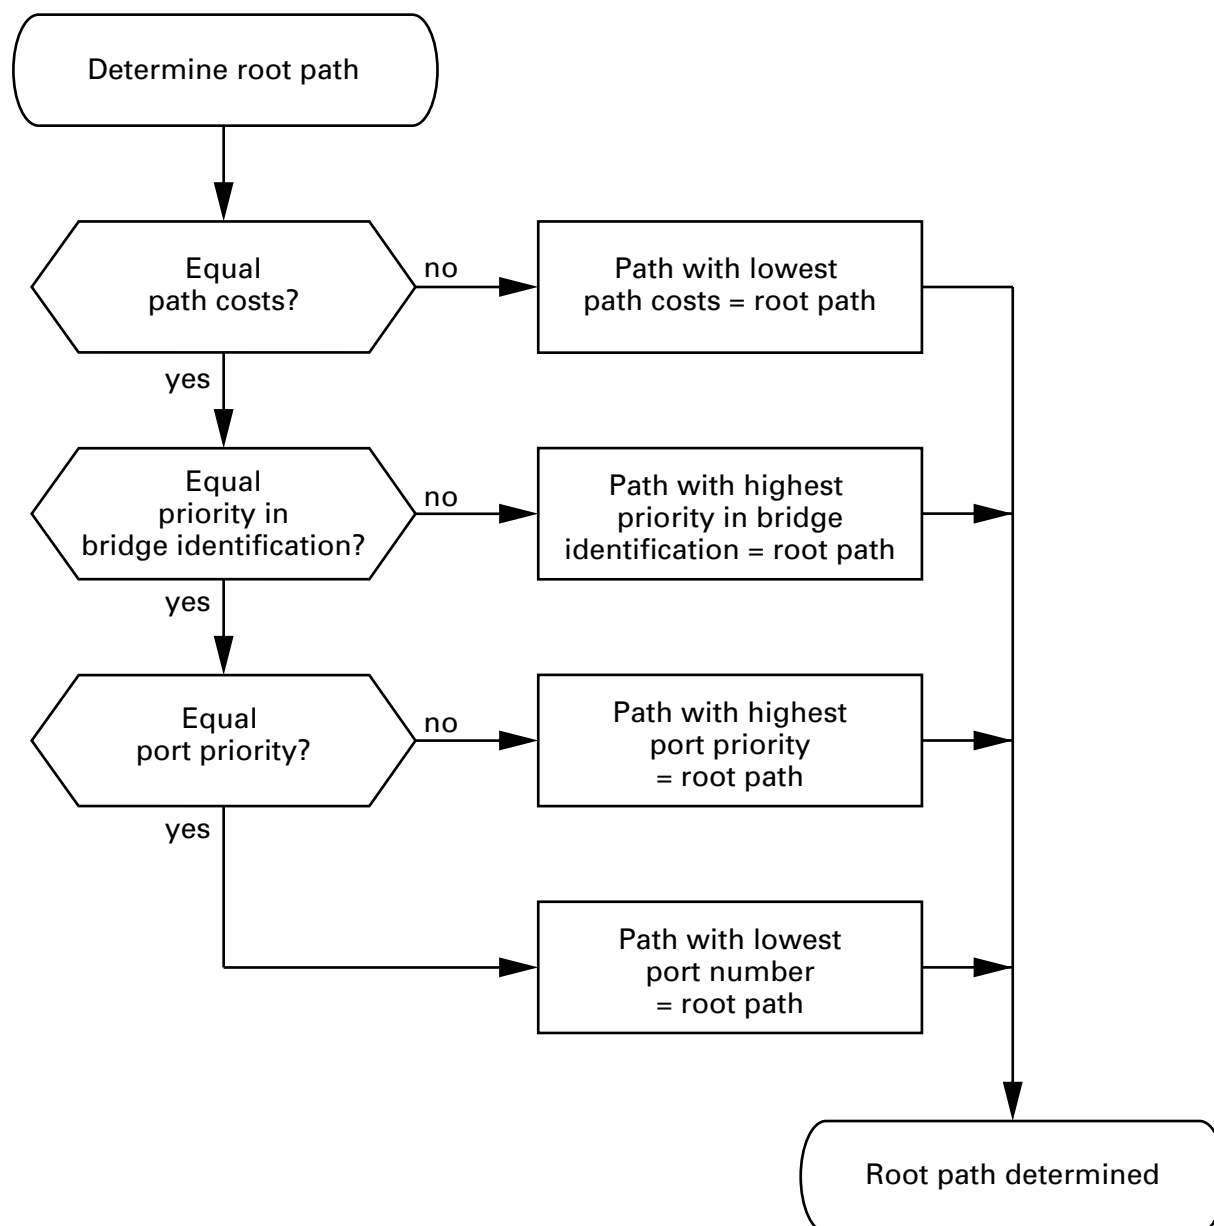 Determine root path
Equal
path costs?
no
Path with lowest
path costs = root path
yes
Equal
priority in
bridge identification?
no
Path with highest
priority in bridge
identification = root path
yes
Equal
port priority?
no
Path with highest
port priority
= root path
yes
Path with lowest
port number
= root path
Root path determined